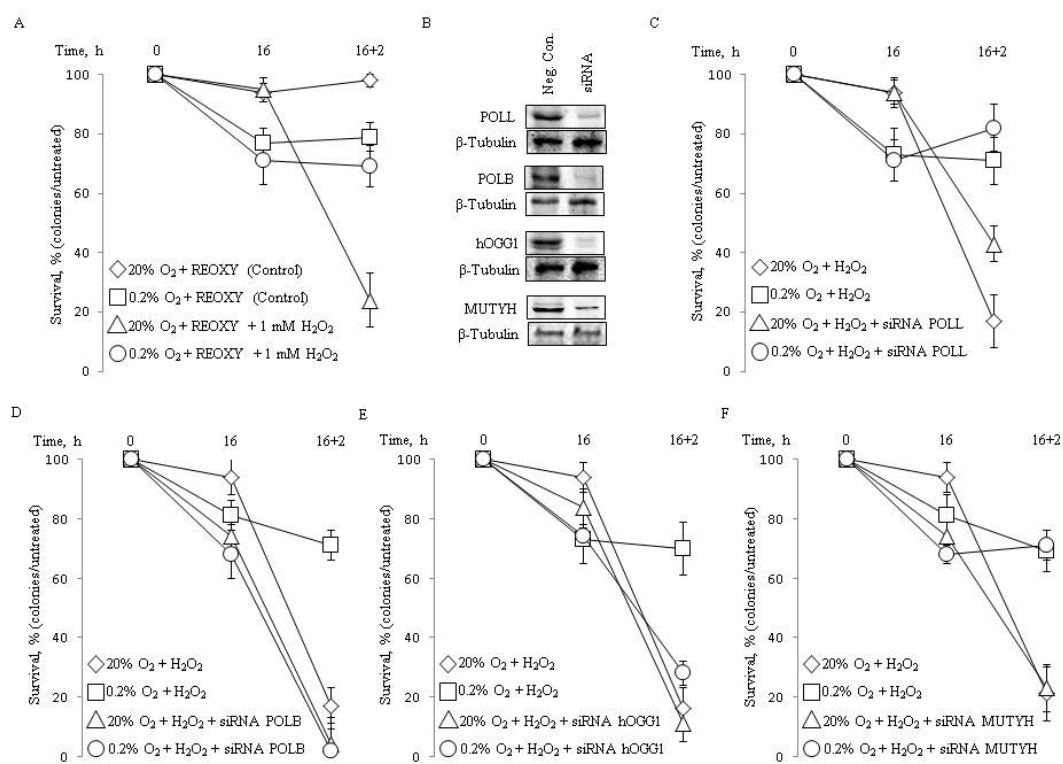 A
Time, h 0 16 16+2
Survival, % (colonies/untreated)
100
80
60
40
20
0
20% O₂ + REOXY (Control)
0.2% O₂ + REOXY (Control)
20% O₂ + REOXY + 1 mM H₂O₂
0.2% O₂ + REOXY + 1 mM H₂O₂
B
Neg. Con.
siRNA
POLL
β-Tubulin
POLB
β-Tubulin
hOGG1
β-Tubulin
MUTYH
β-Tubulin
C
Time, h 0 16 16+2
Survival, % (colonies/untreated)
100
80
60
40
20
0
20% O₂ + H₂O₂
0.2% O₂ + H₂O₂
20% O₂ + H₂O₂ + siRNA POLL
0.2% O₂ + H₂O₂ + siRNA POLL
D
Time, h 0 16 16+2
Survival, % (colonies/untreated)
100
80
60
40
20
0
20% O₂ + H₂O₂
0.2% O₂ + H₂O₂
20% O₂ + H₂O₂ + siRNA POLB
0.2% O₂ + H₂O₂ + siRNA POLB
E
Time, h 0 16 16+2
Survival, % (colonies/untreated)
100
80
60
40
20
0
20% O₂ + H₂O₂
0.2% O₂ + H₂O₂
20% O₂ + H₂O₂ + siRNA hOGG1
0.2% O₂ + H₂O₂ + siRNA hOGG1
F
Time, h 0 16 16+2
Survival, % (colonies/untreated)
100
80
60
40
20
0
20% O₂ + H₂O₂
0.2% O₂ + H₂O₂
20% O₂ + H₂O₂ + siRNA MUTYH
0.2% O₂ + H₂O₂ + siRNA MUTYH